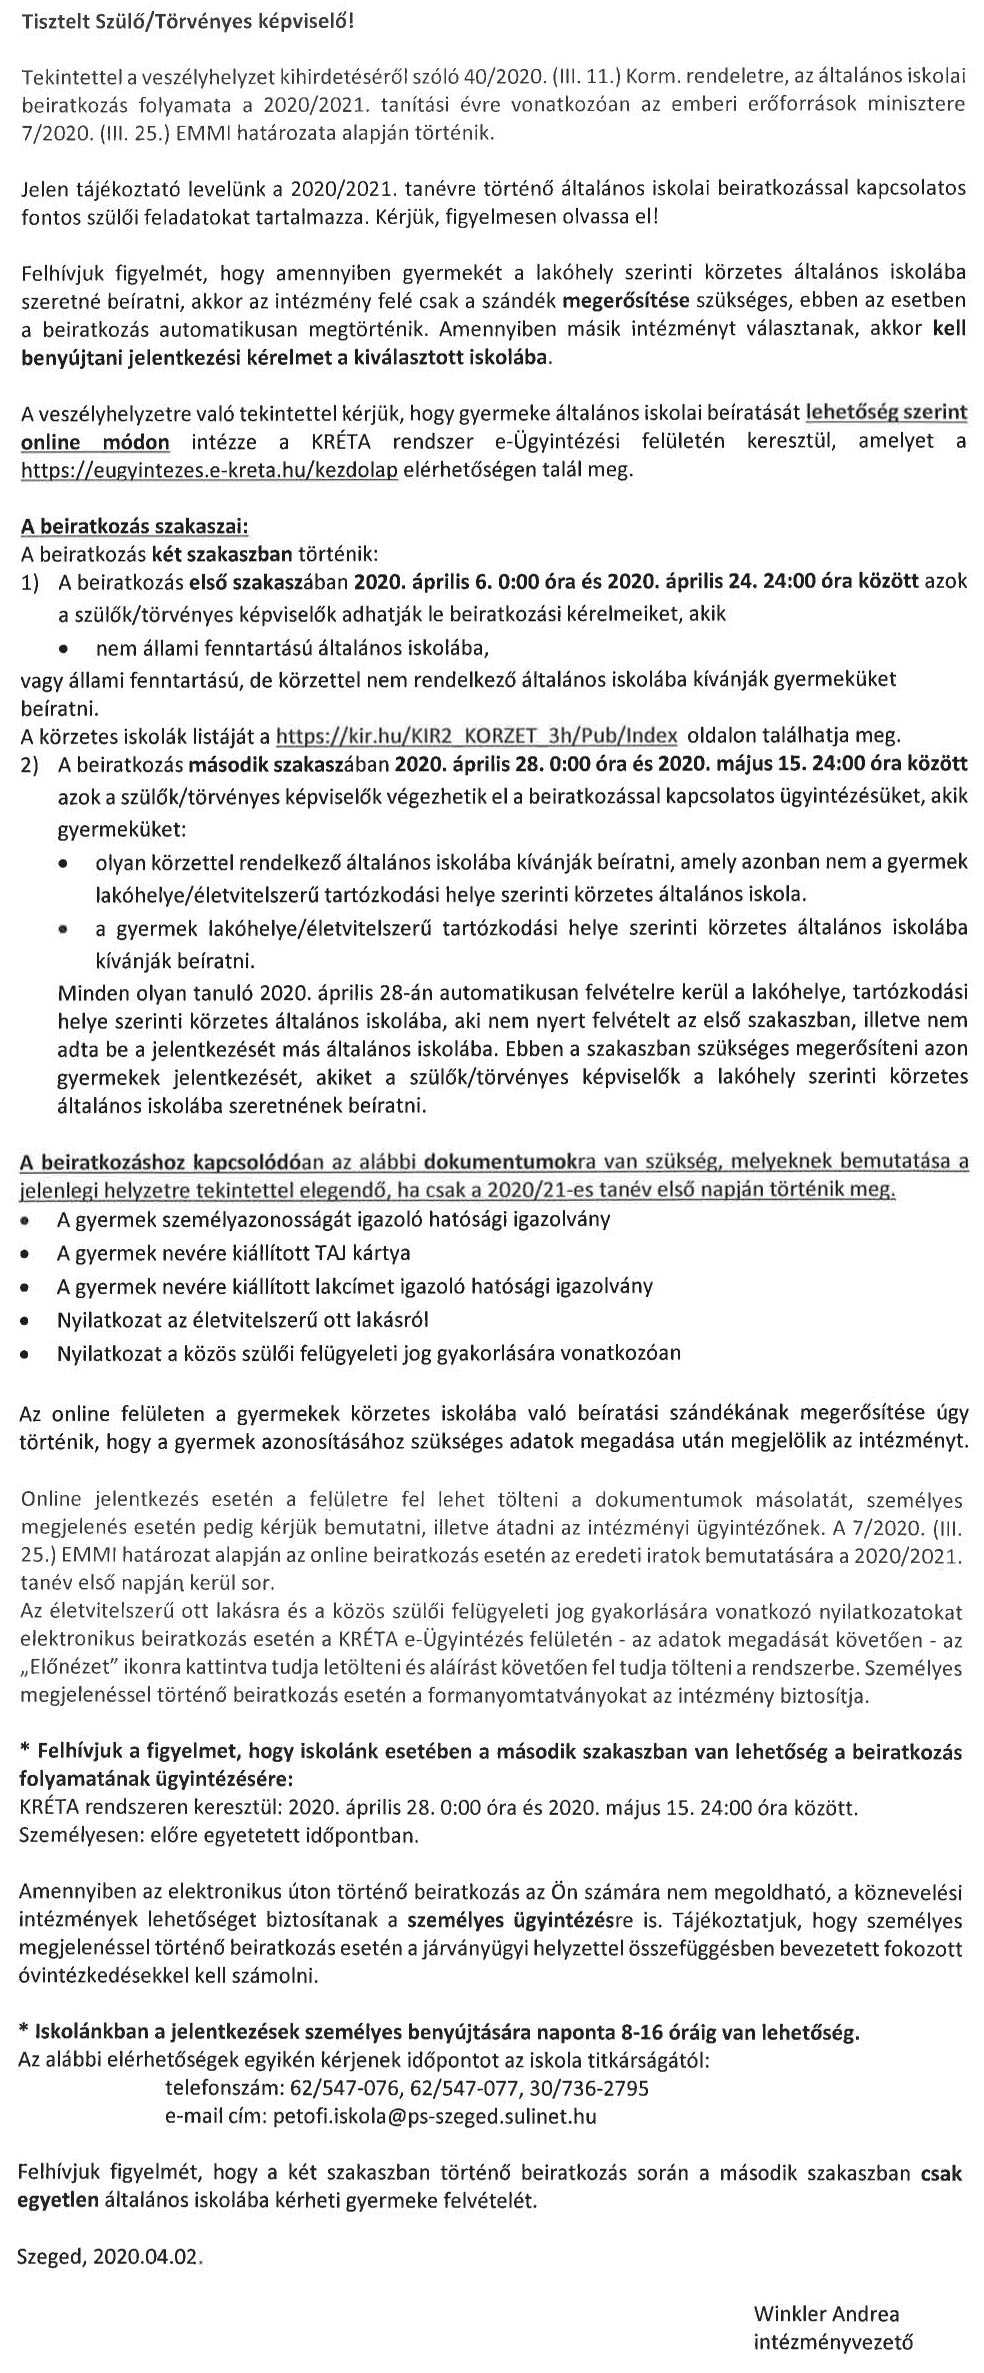 Tisztelt Szülő/Törvényes képviselő!
Tekintettel a veszélyhelyzet kihirdetéséről szóló 40/2020. (III. 11.) Korm. rendeletre, az általános iskolai
beiratkozás folyamata a 2020/2021. tanítási évre vonatkozóan az emberi erőforrások minisztere
7/2020. (III. 25.) EMMI határozata alapján történik.
Jelen tájékoztató levelünk a 2020/2021. tanévre történő általános iskolai beiratkozással kapcsolatos
fontos szülői feladatokat tartalmazza. Kérjük, figyelmesen olvassa el!
Felhívjuk figyelmét, hogy amennyiben gyermekét a lakóhely szerinti körzetes általános iskolába
szeretné beíratni, akkor az intézmény felé csak a szándék megerősítése szükséges, ebben az esetben
a beiratkozás automatikusan megtörténik. Amennyiben másik intézményt választanak, akkor kell
benyújtani jelentkezési kérelmet a kiválasztott iskolába.
A veszélyhelyzetre való tekintettel kérjük, hogy gyermeke általános iskolai beíratását lehetőség szerint
online módon intézze a KRÉTA rendszer e-Ügyintézési felületén keresztül, amelyet a
https://eugyintezes.e-kreta.hu/kezdolap elérhetőségen talál meg.
A beiratkozás szakaszai:
A beiratkozás két szakaszban történik:
1) A beiratkozás első szakaszában 2020. április 6. 0:00 óra és 2020. április 24. 24:00 óra között azok
a szülők/törvényes képviselők adhatják le beiratkozási kérelmeiket, akik
• nem állami fenntartású általános iskolába,
vagy állami fenntartású, de körzettel nem rendelkező általános iskolába kívánják gyermeküket
beíratni.
A körzetes iskolák listáját a https://kir.hu/KIR2_KORZET_3h/Pub/Index oldalon találhatja meg.
2) A beiratkozás második szakaszában 2020. április 28. 0:00 óra és 2020. május 15. 24:00 óra között
azok a szülők/törvényes képviselők végezhetik el a beiratkozással kapcsolatos ügyintézésüket, akik
gyermeküket:
• olyan körzettel rendelkező általános iskolába kívánják beíratni, amely azonban nem a gyermek
lakóhelye/életvitelszerű tartózkodási helye szerinti körzetes általános iskola.
• a gyermek lakóhelye/életvitelszerű tartózkodási helye szerinti körzetes általános iskolába
kívánják beíratni.
Minden olyan tanuló 2020. április 28-án automatikusan felvételre kerül a lakóhelye, tartózkodási
helye szerinti körzetes általános iskolába, aki nem nyert felvételt az első szakaszban, illetve nem
adta be a jelentkezését más általános iskolába. Ebben a szakaszban szükséges megerősíteni azon
gyermekek jelentkezését, akiket a szülők/törvényes képviselők a lakóhely szerinti körzetes
általános iskolába szeretnének beíratni.
A beiratkozáshoz kapcsolódóan az alábbi dokumentumokra van szükség, melyeknek bemutatása a
jelenlegi helyzetre tekintettel elegendő, ha csak a 2020/21-es tanév első napján történik meg.
• A gyermek személyazonosságát igazoló hatósági igazolvány
• A gyermek nevére kiállított TAJ kártya
• A gyermek nevére kiállított lakcímet igazoló hatósági igazolvány
• Nyilatkozat az életvitelszerű ott lakásról
• Nyilatkozat a közös szülői felügyeleti jog gyakorlására vonatkozóan
Az online felületen a gyermekek körzetes iskolába való beíratási szándékának megerősítése úgy
történik, hogy a gyermek azonosításához szükséges adatok megadása után megjelölik az intézményt.
Online jelentkezés esetén a felületre fel lehet tölteni a dokumentumok másolatát, személyes
megjelenés esetén pedig kérjük bemutatni, illetve átadni az intézményi ügyintézőnek. A 7/2020. (III.
25.) EMMI határozat alapján az online beiratkozás esetén az eredeti iratok bemutatására a 2020/2021.
tanév első napján kerül sor.
Az életvitelszerű ott lakásra és a közös szülői felügyeleti jog gyakorlására vonatkozó nyilatkozatokat
elektronikus beiratkozás esetén a KRÉTA e-Ügyintézés felületén - az adatok megadását követően - az
„Előnézet” ikonra kattintva tudja letölteni és aláírást követően fel tudja tölteni a rendszerbe. Személyes
megjelenéssel történő beiratkozás esetén a formanyomtatványokat az intézmény biztosítja.
* Felhívjuk a figyelmet, hogy iskolánk esetében a második szakaszban van lehetőség a beiratkozás
folyamatának ügyintézésére:
KRÉTA rendszeren keresztül: 2020. április 28. 0:00 óra és 2020. május 15. 24:00 óra között.
Személyesen: előre egyetetett időpontban.
Amennyiben az elektronikus úton történő beiratkozás az Ön számára nem megoldható, a köznevelési
intézmények lehetőséget biztosítanak a személyes ügyintézésre is. Tájékoztatjuk, hogy személyes
megjelenéssel történő beiratkozás esetén a járványügyi helyzettel összefüggésben bevezetett fokozott
óvintézkedésekkel kell számolni.
* Iskolánkban a jelentkezések személyes benyújtására naponta 8-16 óráig van lehetőség.
Az alábbi elérhetőségek egyikén kérjenek időpontot az iskola titkárságától:
telefonszám: 62/547-076, 62/547-077, 30/736-2795
e-mail cím: petofi.iskola@ps-szeged.sulinet.hu
Felhívjuk figyelmét, hogy a két szakaszban történő beiratkozás során a második szakaszban csak
egyetlen általános iskolába kérheti gyermeke felvételét.
Szeged, 2020.04.02.
Winkler Andrea
intézményvezető